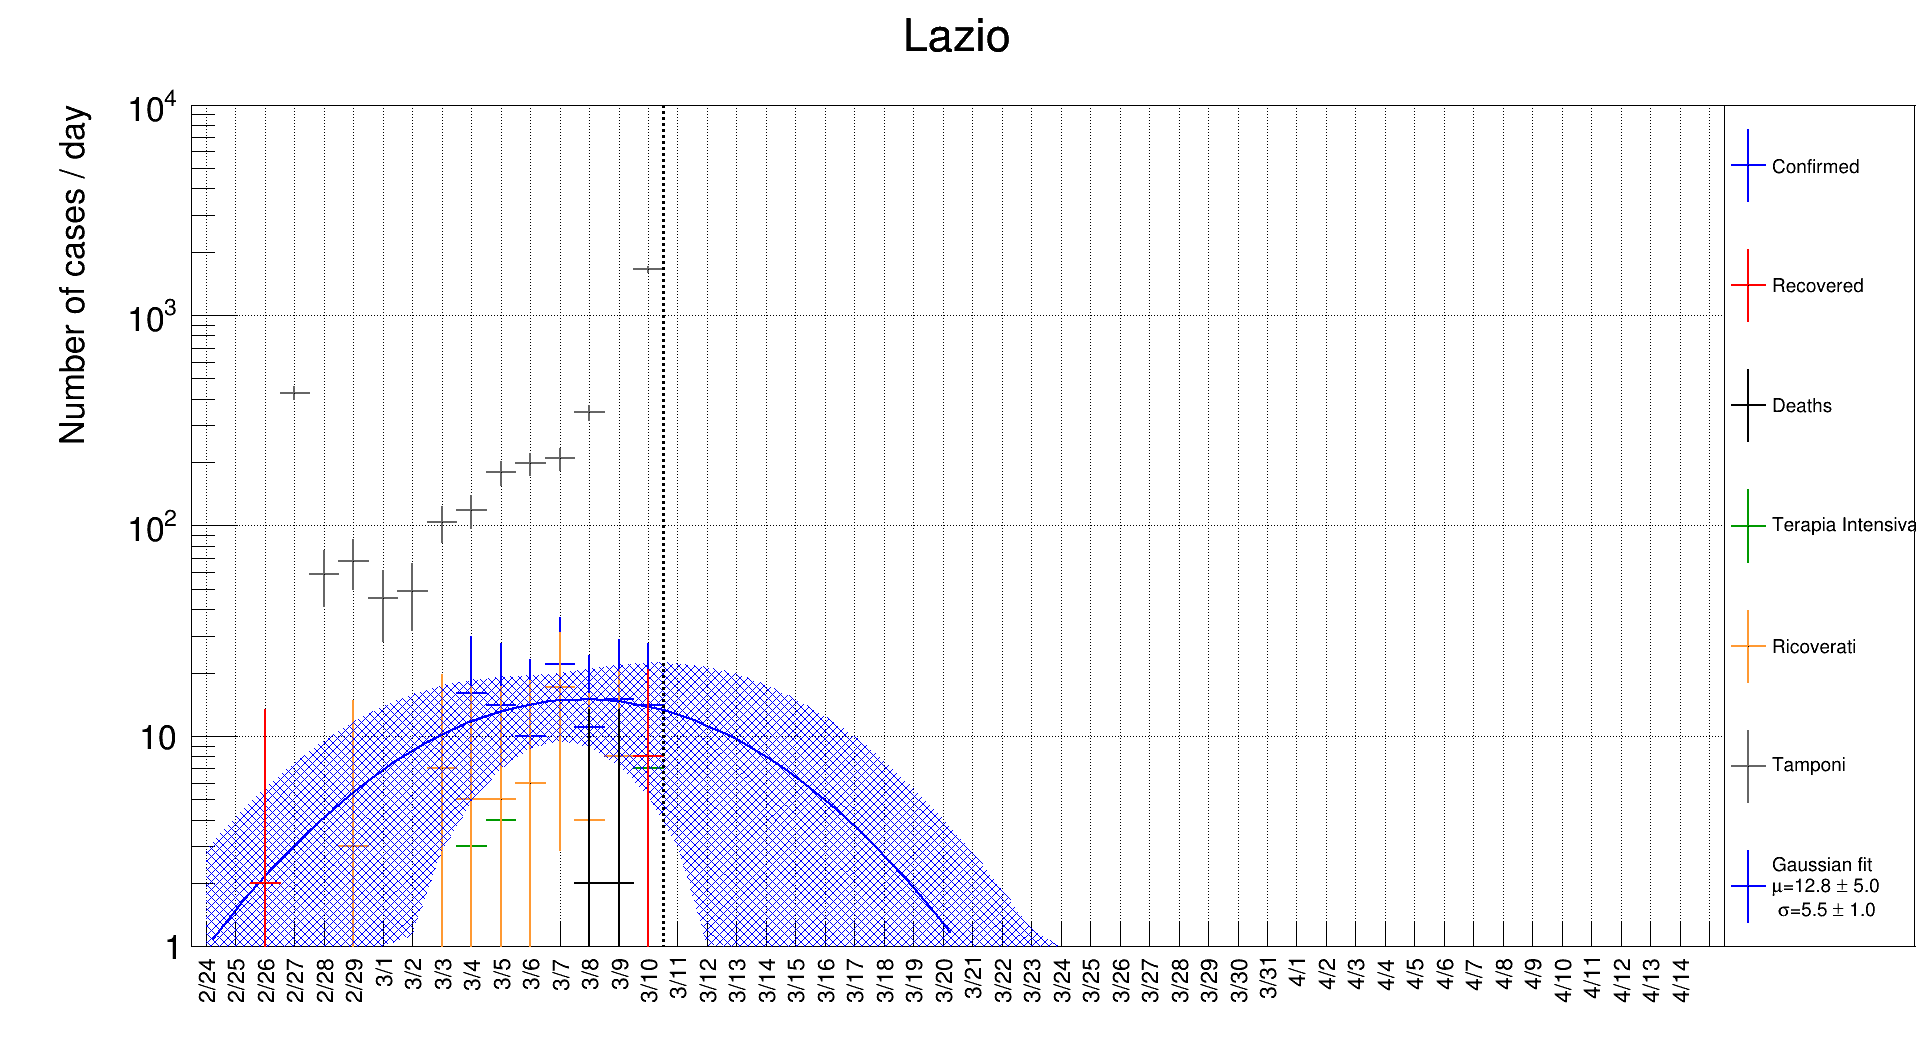 Lazio
Number of cases / day
10^4
10^3
10^2
10
1
2/24 2/25 2/26 2/27 2/28 2/29 3/1 3/2 3/3 3/4 3/5 3/6 3/7 3/8 3/9 3/10 3/11 3/12 3/13 3/14 3/15 3/16 3/17 3/18 3/19 3/20 3/21 3/22 3/23 3/24 3/25 3/26 3/27 3/28 3/29 3/30 3/31 4/1 4/2 4/3 4/4 4/5 4/6 4/7 4/8 4/9 4/10 4/11 4/12 4/13 4/14
Confirmed
Recovered
Deaths
Terapia Intensiva
Ricoverati
Tamponi
Gaussian fit
μ=12.8 ± 5.0
σ=5.5 ± 1.0